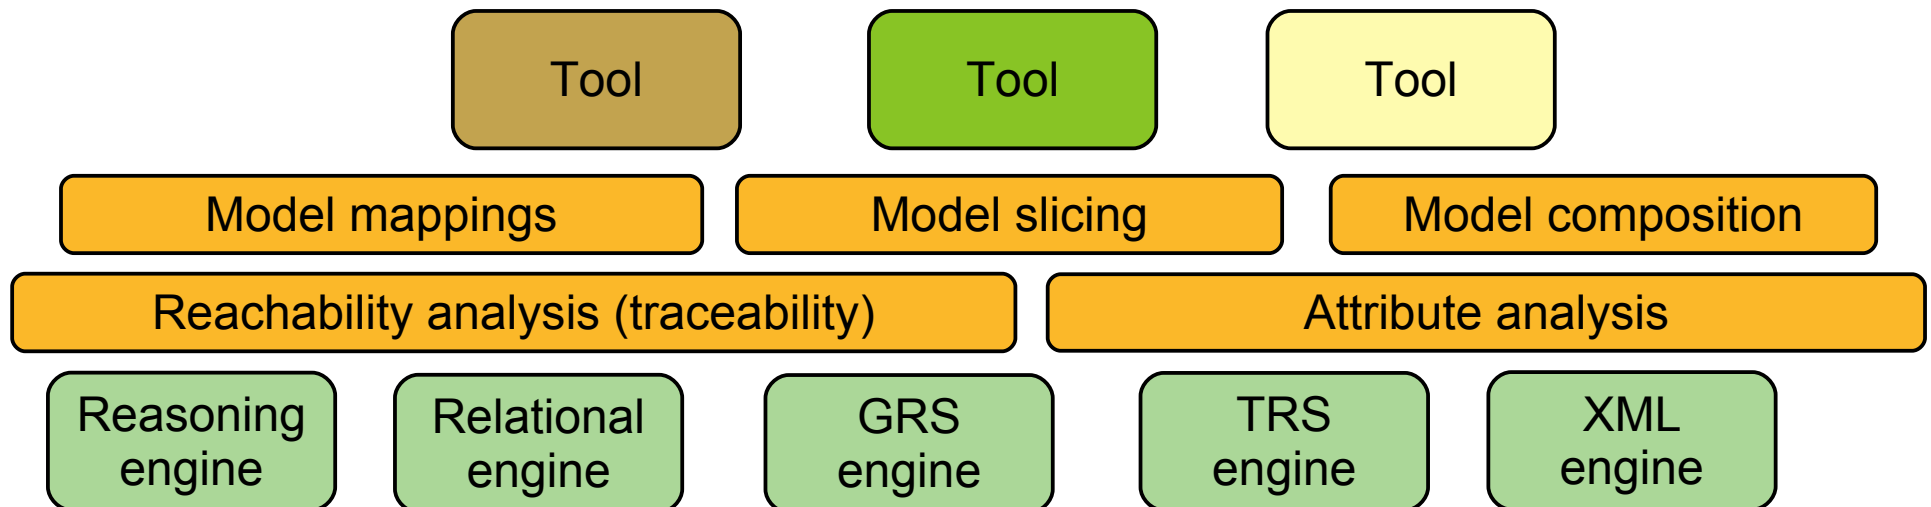 Tool
Tool
Tool
Model mappings
Model slicing
Model composition
Reachability analysis (traceability)
Attribute analysis
Reasoning
engine
Relational
engine
GRS
engine
TRS
engine
XML
engine